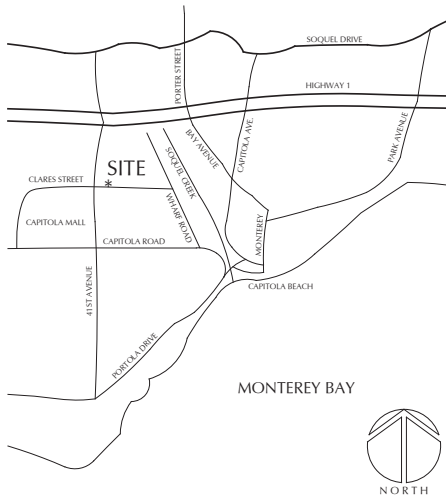 SOQUEL DRIVE
PORTER STREET
HIGHWAY 1
BAY AVENUE
CAPITOLA AVE.
PARK AVENUE
SOQUEL CREEK
SITE
*
CLARES STREET
WHARF ROAD
CAPITOLA MALL
MONTEREY
CAPITOLA ROAD
CAPITOLA BEACH
41ST AVENUE
PORTOLA DRIVE
MONTEREY BAY
NORTH